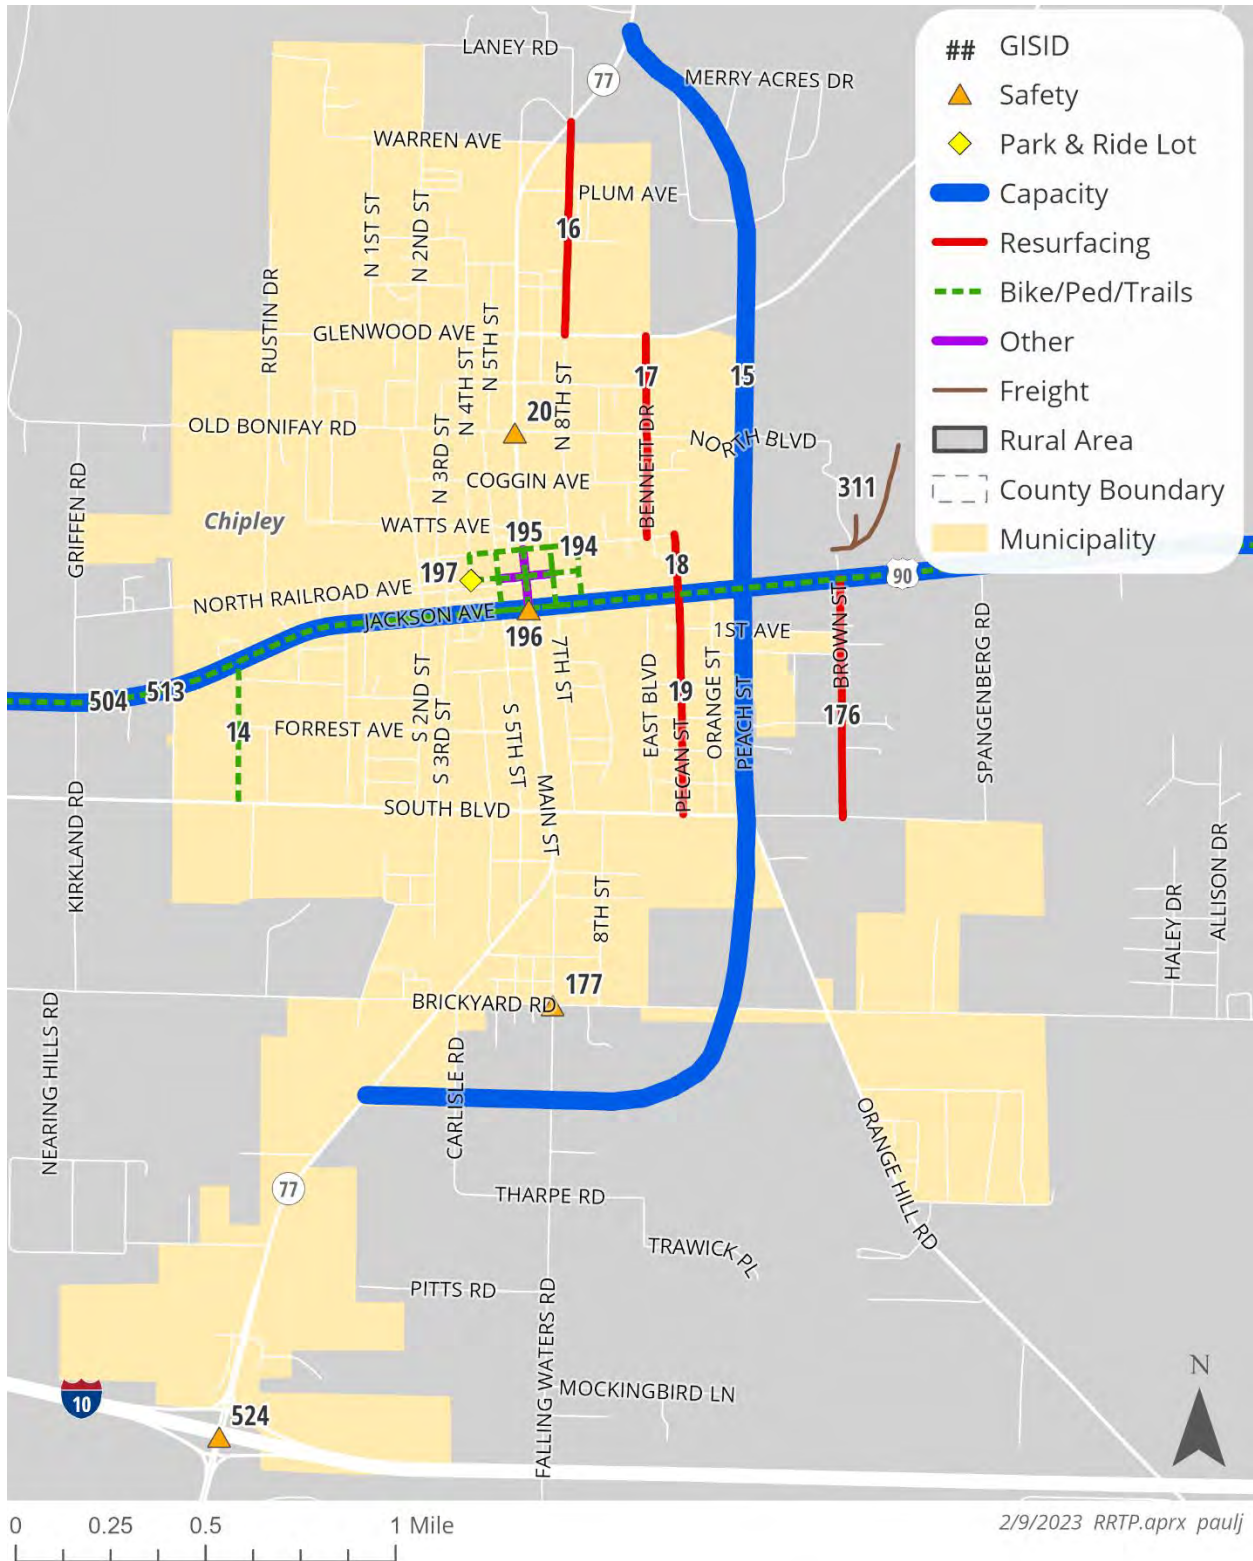 LANEY RD
77
MERRY ACRES DR
WARREN AVE
PLUM AVE
N 1ST ST
N 2ND ST
16
RUSTIN DR
GLENWOOD AVE
N 5TH ST
N 4TH ST
N 8TH ST
17
15
20
OLD BONIFAY RD
N 3RD ST
BENNETT DR
NORTH BLVD
COGGIN AVE
GRIFFEN RD
Chipley
WATTS AVE
195
194
311
197
18
90
NORTH RAILROAD AVE
JACKSON AVE
196
1ST AVE
BROWN ST
7TH ST
504
513
14
FORREST AVE
S 2ND ST
S 3RD ST
S 5TH ST
EAST BLVD
19
PECAN ST
ORANGE ST
PEACH ST
176
SPANGENBERG RD
KIRKLAND RD
SOUTH BLVD
MAIN ST
8TH ST
HALEY DR
ALLISON DR
177
BRICKYARD RD
NEARING HILLS RD
CARLISLE RD
ORANGE HILL RD
77
THARPE RD
TRAWICK PL
PITTS RD
FALLING WATERS RD
10
524
MOCKINGBIRD LN
N
## GISID
Safety
Park & Ride Lot
Capacity
Resurfacing
Bike/Ped/Trails
Other
Freight
Rural Area
County Boundary
Municipality
0 0.25 0.5 1 Mile
2/9/2023 RRTP.aprx paulj